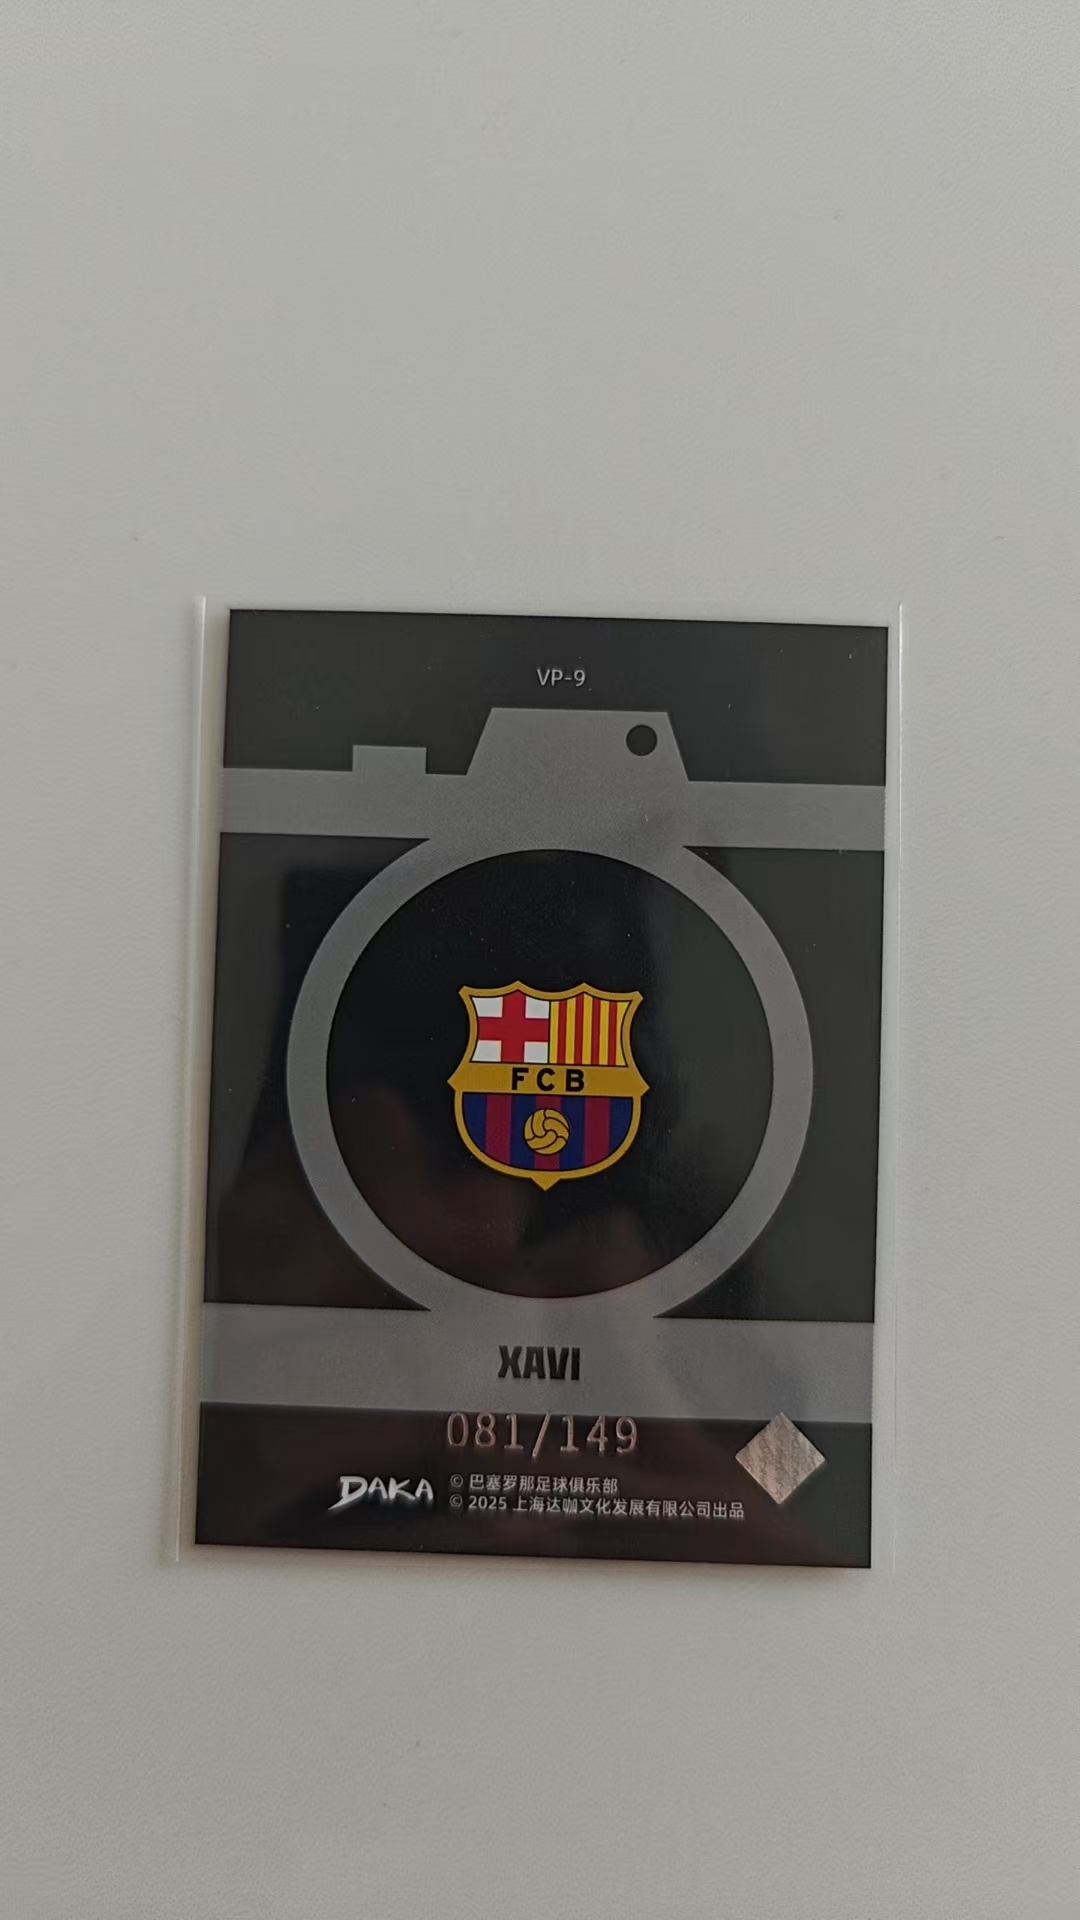 VP-9
FCB
XAVI
081/149
DAKA
© 巴塞罗那足球俱乐部
© 2025 上海达咖文化发展有限公司出品